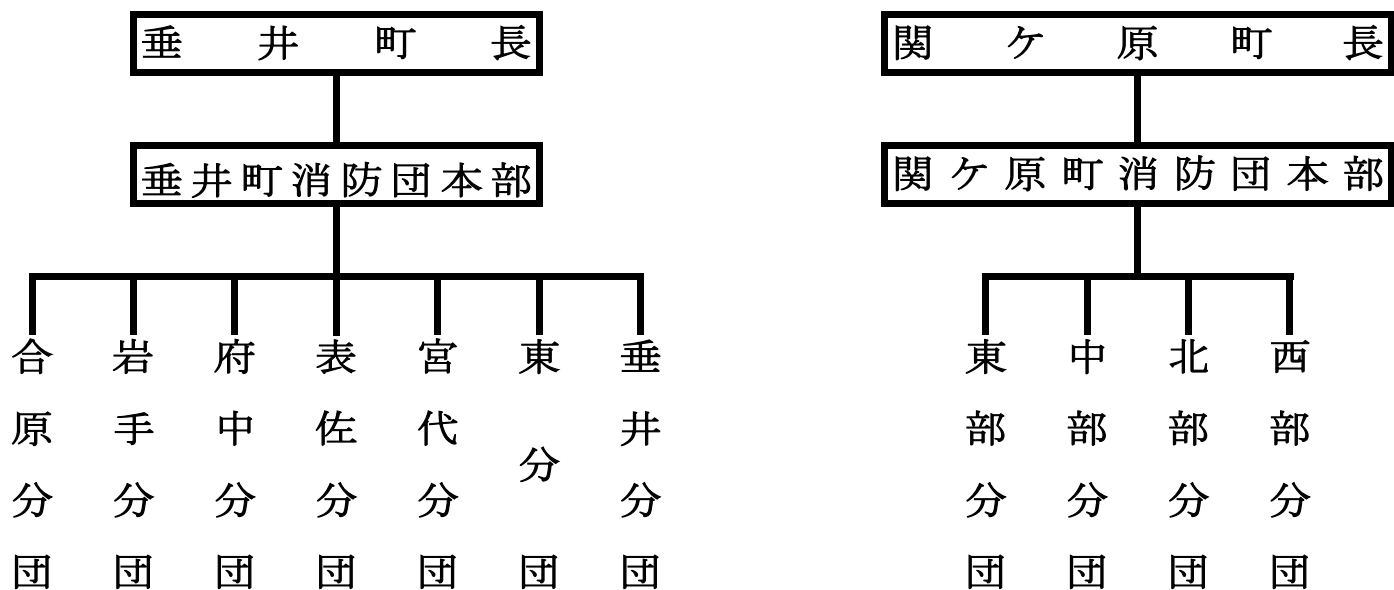 垂井町長
関ケ原町長
垂井町消防団本部
関ケ原町消防団本部
合原分団
岩手分団
府中分団
表佐分団
宮代分団
東分団
垂井分団
東部分団
中部分団
北部分団
西部分団